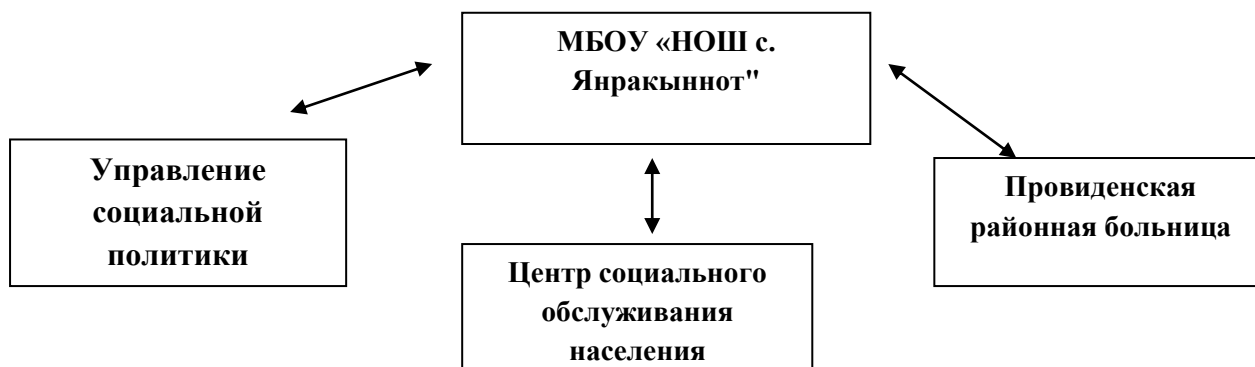 МБОУ «НОШ с.
Янракыннот"
Управление
социальной
политики
Центр социального
обслуживания
населения
Провиденская
районная больница